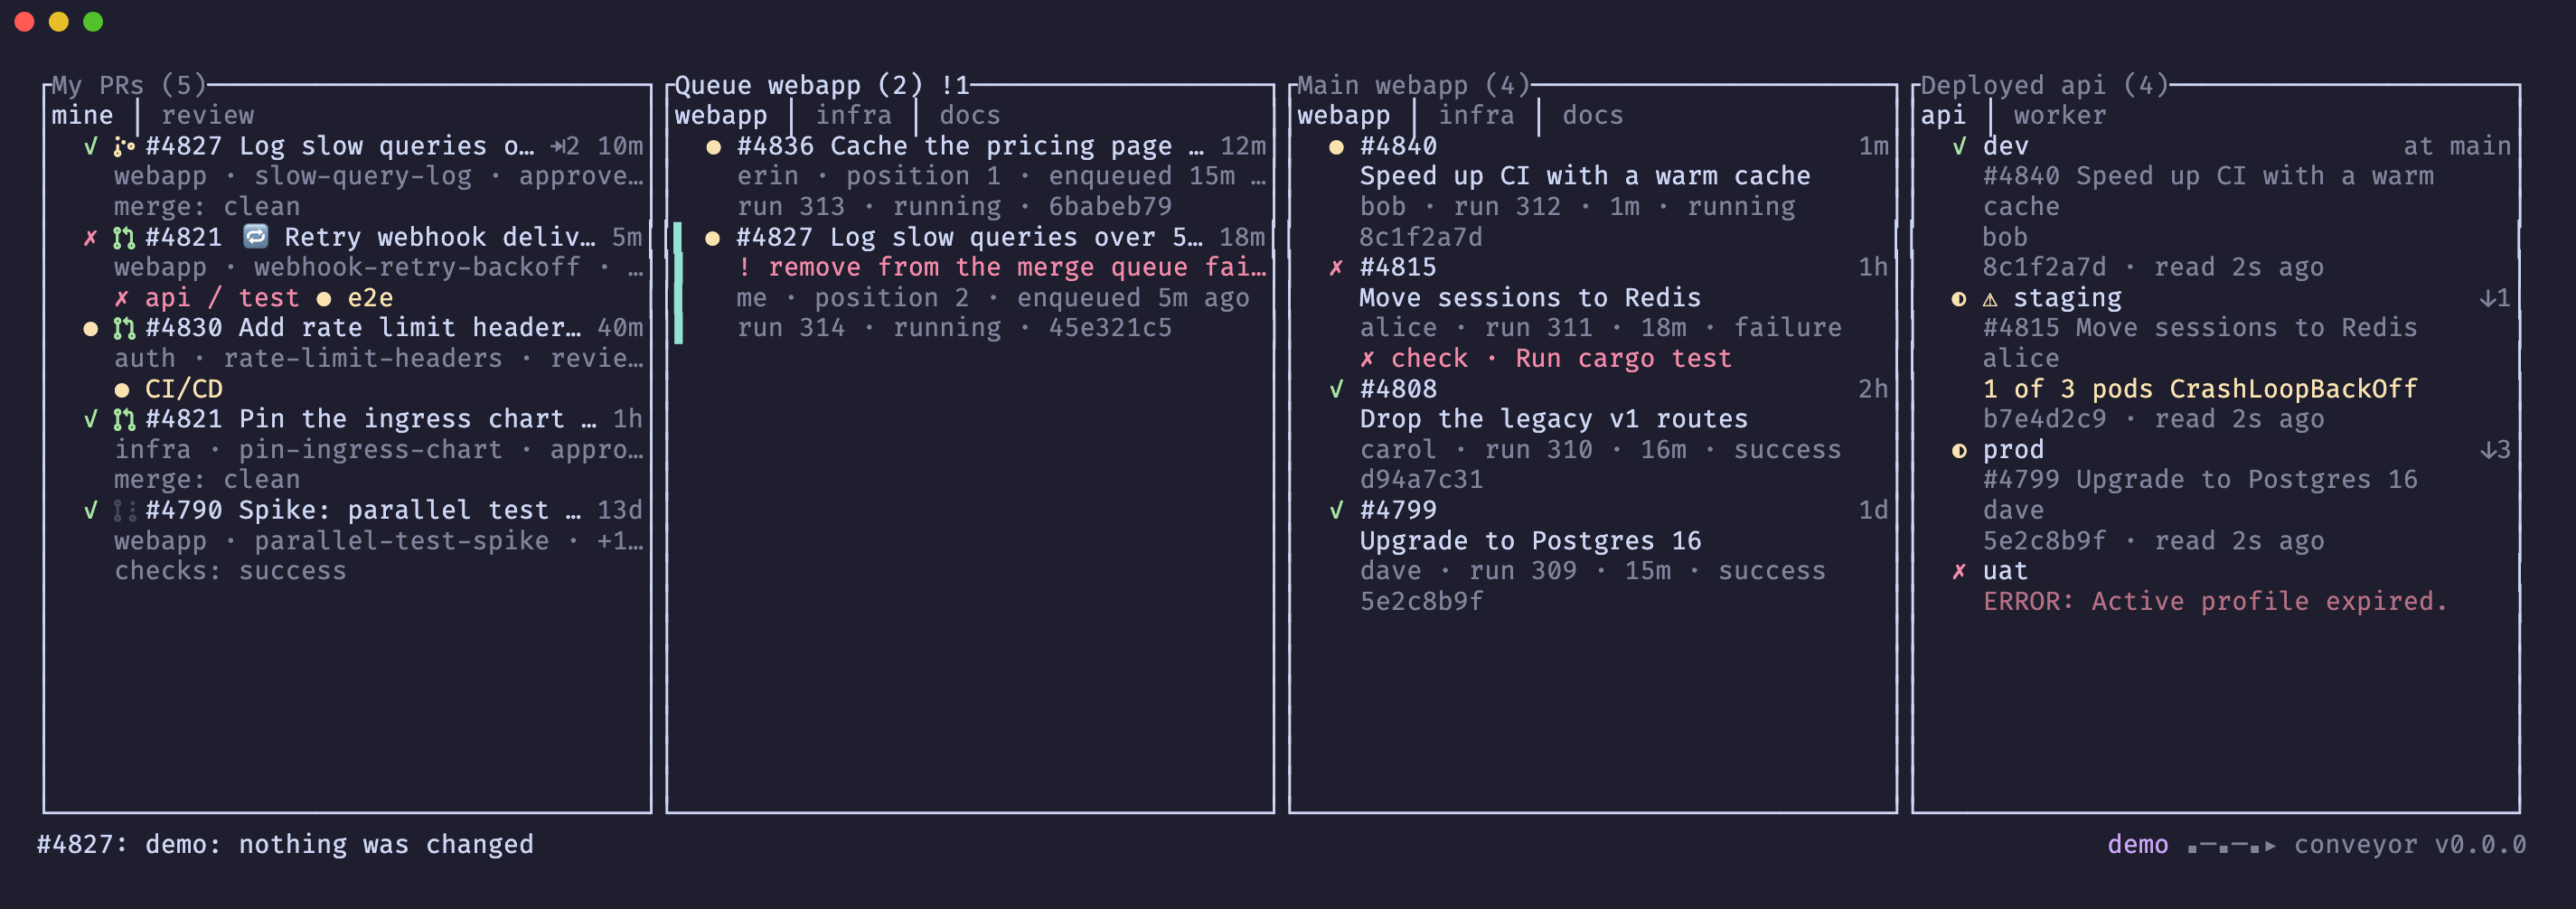 My PRs (5)
mine │ review
✓ #4827 Log slow queries o… ⇥2 10m
webapp · slow-query-log · approve…
merge: clean
✗ #4821 🔁 Retry webhook deliv… 5m
webapp · webhook-retry-backoff · …
✗ api / test ● e2e
● #4830 Add rate limit header… 40m
auth · rate-limit-headers · revie…
● CI/CD
✓ #4821 Pin the ingress chart … 1h
infra · pin-ingress-chart · appro…
merge: clean
✓ #4790 Spike: parallel test … 13d
webapp · parallel-test-spike · +1…
checks: success
Queue webapp (2) !1
webapp │ infra │ docs
● #4836 Cache the pricing page … 12m
erin · position 1 · enqueued 15m …
run 313 · running · 6babeb79
● #4827 Log slow queries over 5… 18m
! remove from the merge queue fai…
me · position 2 · enqueued 5m ago
run 314 · running · 45e321c5
Main webapp (4)
webapp │ infra │ docs
● #4840 1m
Speed up CI with a warm cache
bob · run 312 · 1m · running
8c1f2a7d
✗ #4815 1h
Move sessions to Redis
alice · run 311 · 18m · failure
✗ check · Run cargo test
✓ #4808 2h
Drop the legacy v1 routes
carol · run 310 · 16m · success
d94a7c31
✓ #4799 1d
Upgrade to Postgres 16
dave · run 309 · 15m · success
5e2c8b9f
Deployed api (4)
api │ worker
✓ dev at main
#4840 Speed up CI with a warm
cache
bob
8c1f2a7d · read 2s ago
◐ ⚠ staging ↓1
#4815 Move sessions to Redis
alice
1 of 3 pods CrashLoopBackOff
b7e4d2c9 · read 2s ago
◐ prod ↓3
#4799 Upgrade to Postgres 16
dave
5e2c8b9f · read 2s ago
✗ uat
ERROR: Active profile expired.
#4827: demo: nothing was changed
demo ▪─▪─▪▸ conveyor v0.0.0